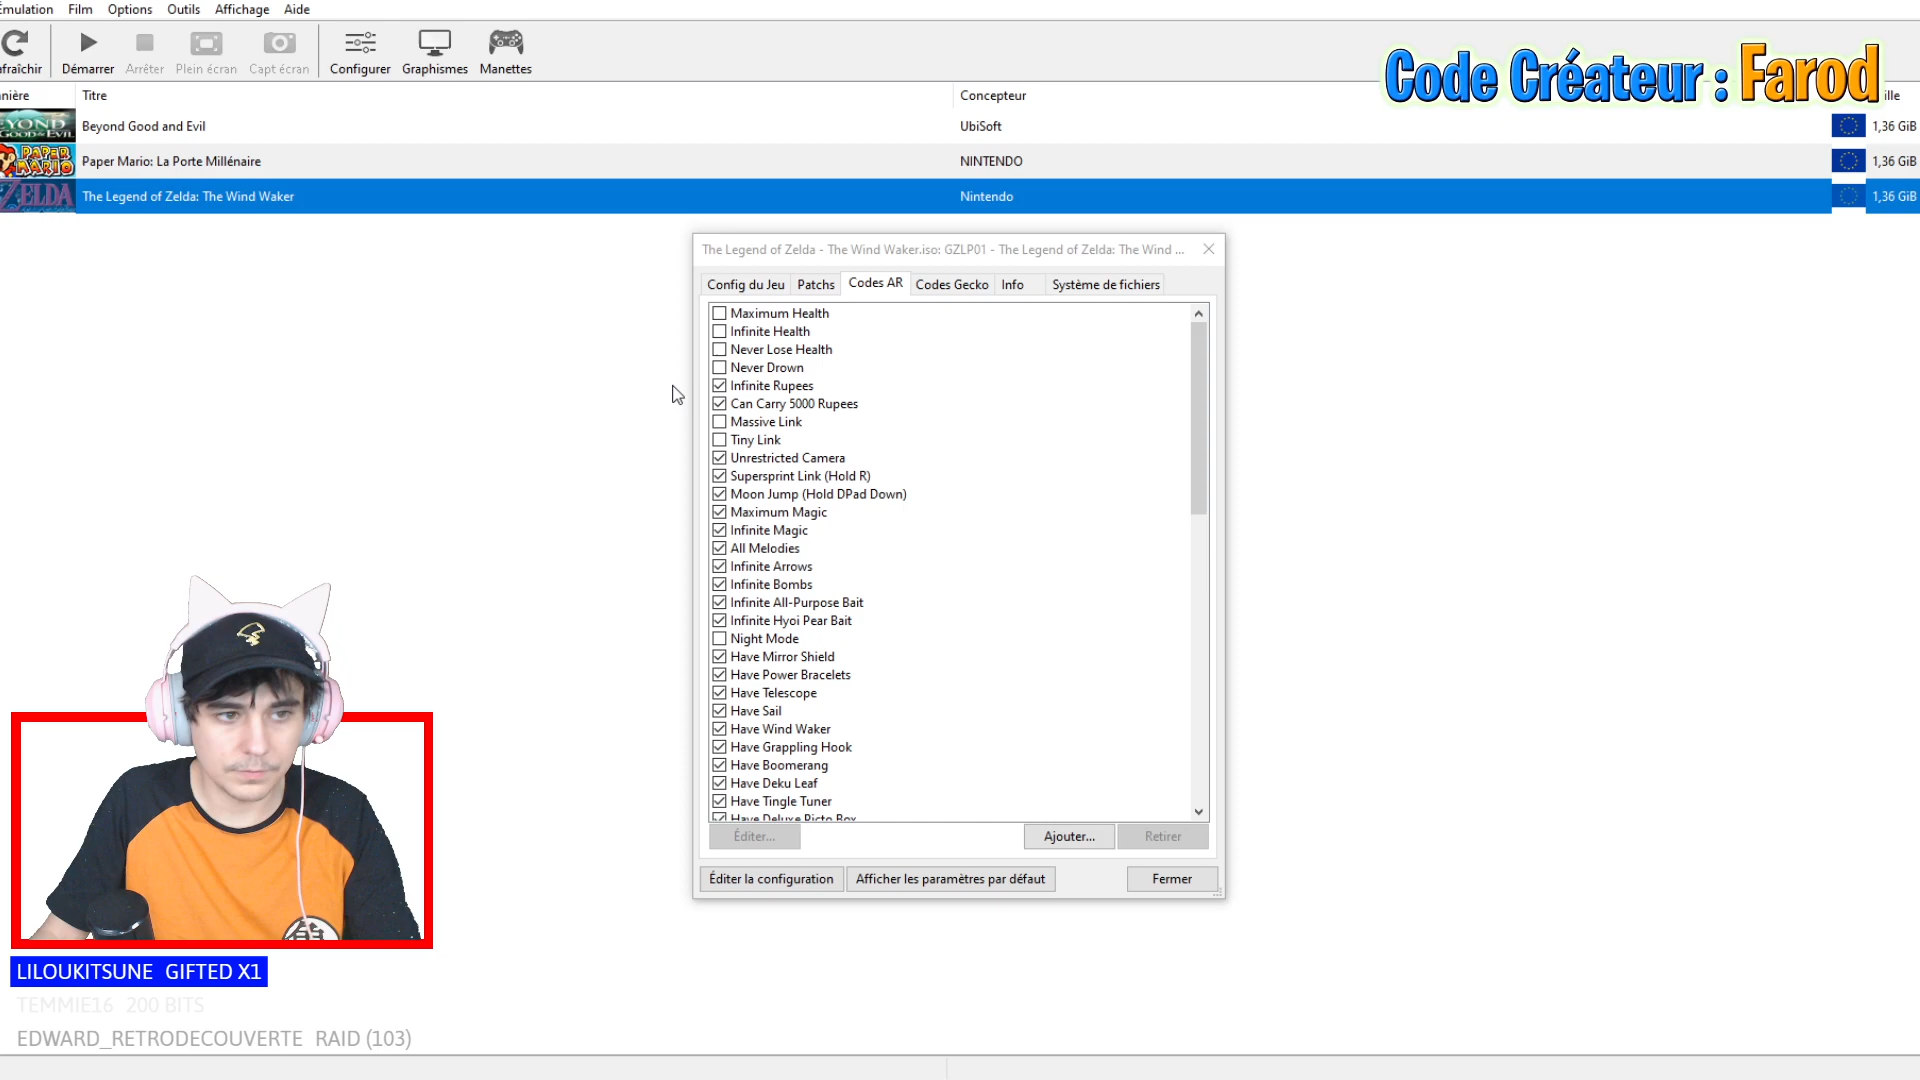 Émulation Film Options Outils Affichage Aide
afraîchir Démarrer Arrêter Plein écran Capt écran Configurer Graphismes Manettes
Code Créateur : Farod
nière Titre Concepteur ille
BEYOND GOOD & EVIL Beyond Good and Evil UbiSoft 1,36 GiB
PAPER MARIO Paper Mario: La Porte Millénaire NINTENDO 1,36 GiB
ZELDA The Legend of Zelda: The Wind Waker Nintendo 1,36 GiB
The Legend of Zelda - The Wind Waker.iso: GZLP01 - The Legend of Zelda: The Wind ...
Config du Jeu Patchs Codes AR Codes Gecko Info Système de fichiers
Maximum Health
Infinite Health
Never Lose Health
Never Drown
Infinite Rupees
Can Carry 5000 Rupees
Massive Link
Tiny Link
Unrestricted Camera
Supersprint Link (Hold R)
Moon Jump (Hold DPad Down)
Maximum Magic
Infinite Magic
All Melodies
Infinite Arrows
Infinite Bombs
Infinite All-Purpose Bait
Infinite Hyoi Pear Bait
Night Mode
Have Mirror Shield
Have Power Bracelets
Have Telescope
Have Sail
Have Wind Waker
Have Grappling Hook
Have Boomerang
Have Deku Leaf
Have Tingle Tuner
Have Deluxe Picto Box
Éditer... Ajouter... Retirer
Éditer la configuration Afficher les paramètres par défaut Fermer
LILOUKITSUNE GIFTED X1
TEMMIE16 200 BITS
EDWARD_RETRODECOUVERTE RAID (103)